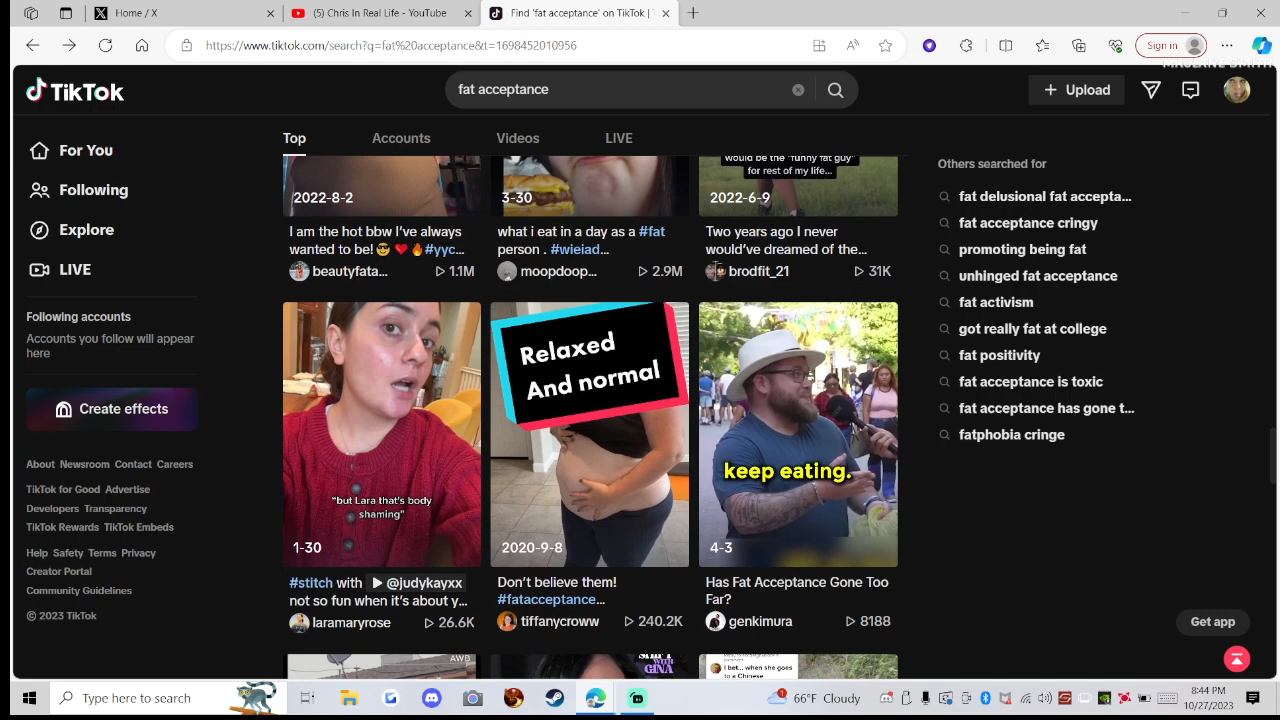 Home / X
(5) Chris In Real Life - YouTube
Find 'fat acceptance' on TikTok |
https://www.tiktok.com/search?q=fat%20acceptance&t=1698452010956
Sign in
TikTok
fat acceptance
Upload
For You
Following
Explore
LIVE
Following accounts
Accounts you follow will appear
here
Create effects
About Newsroom Contact Careers
TikTok for Good Advertise
Developers Transparency
TikTok Rewards TikTok Embeds
Help Safety Terms Privacy
Creator Portal
Community Guidelines
© 2023 TikTok
Top Accounts Videos LIVE
2022-8-2
I am the hot bbw I've always
wanted to be! #yyc...
beautyfata... 1.1M
3-30
what i eat in a day as a #fat
person . #wieiad...
moopdoop... 2.9M
would be the "funny fat guy"
for rest of my life...
2022-6-9
Two years ago I never
would've dreamed of the...
brodfit_21 31K
"but Lara that's body
shaming"
1-30
#stitch with @judykayxx
not so fun when it's about y...
laramaryrose 26.6K
Relaxed
And normal
2020-9-8
Don't believe them!
#fatacceptance...
tiffanycroww 240.2K
keep eating.
4-3
Has Fat Acceptance Gone Too
Far?
genkimura 8188
AWB
SHIFT
WITH
GINA
I bet... when she goes
to a Chinese
Others searched for
fat delusional fat accepta...
fat acceptance cringy
promoting being fat
unhinged fat acceptance
fat activism
got really fat at college
fat positivity
fat acceptance is toxic
fat acceptance has gone t...
fatphobia cringe
Get app
Type here to search
1
66°F Cloudy
8:44 PM
10/27/2023